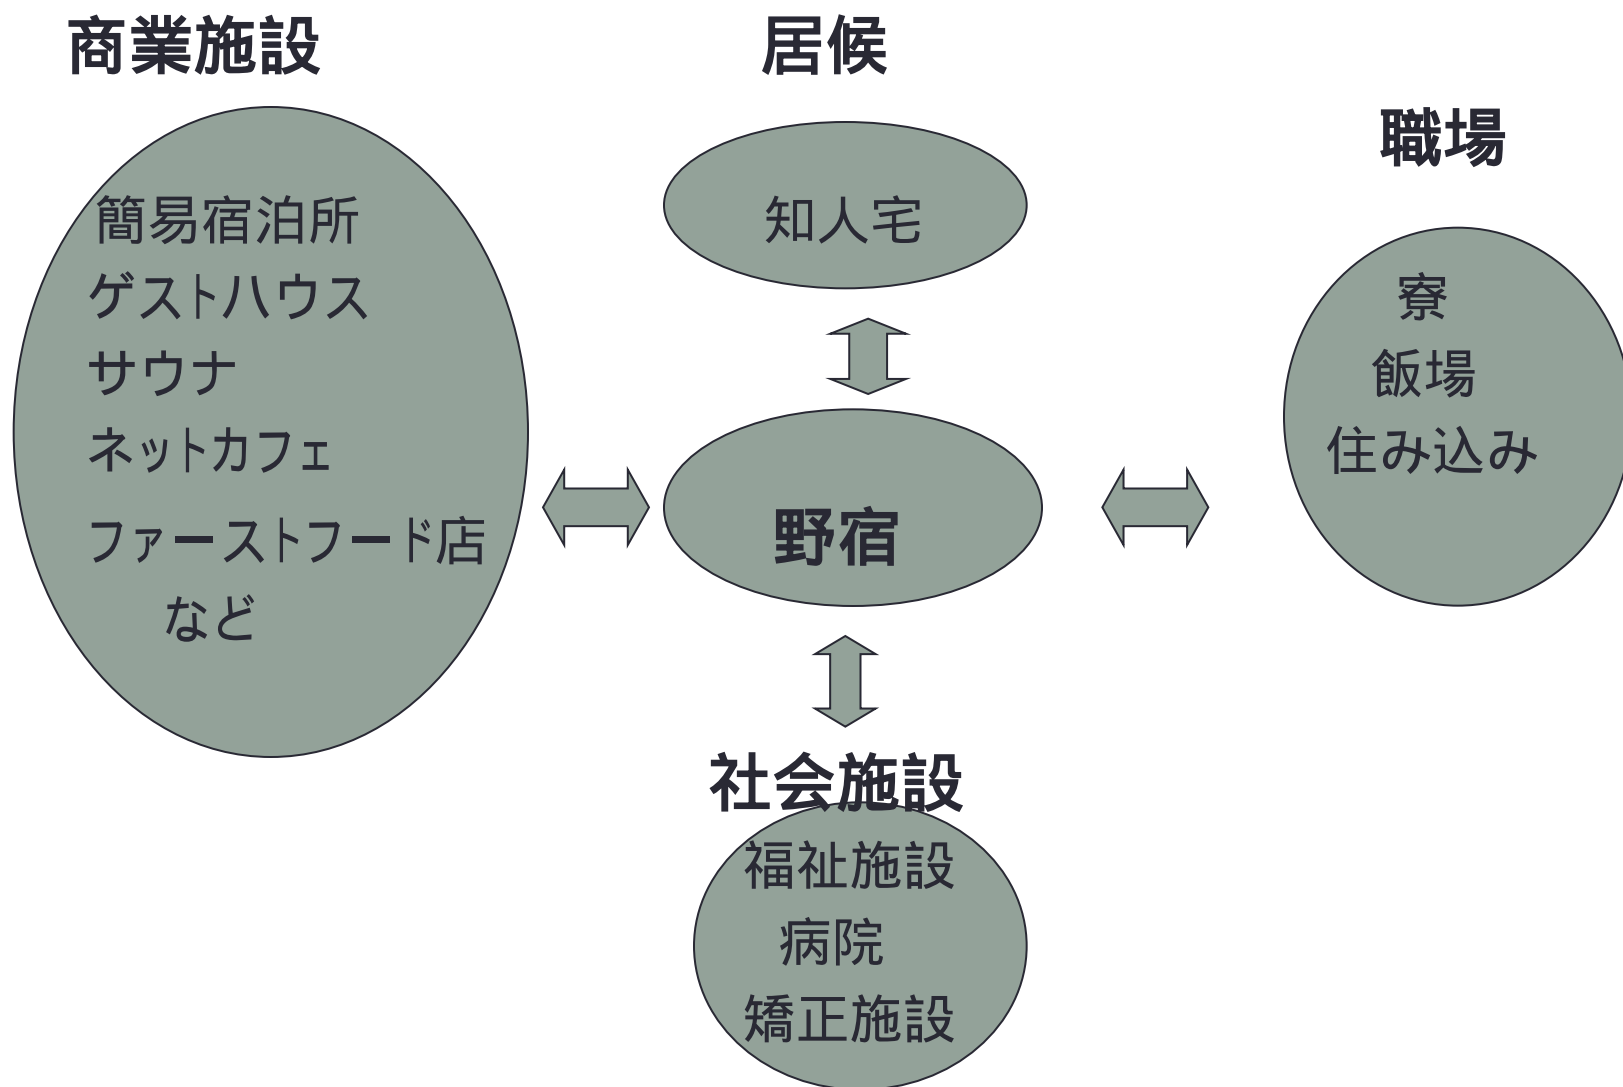 商業施設
簡易宿泊所
ゲストハウス
サウナ
ネットカフェ
ファーストフード店
など
居候
知人宅
野宿
社会施設
福祉施設
病院
矯正施設
職場
寮
飯場
住み込み